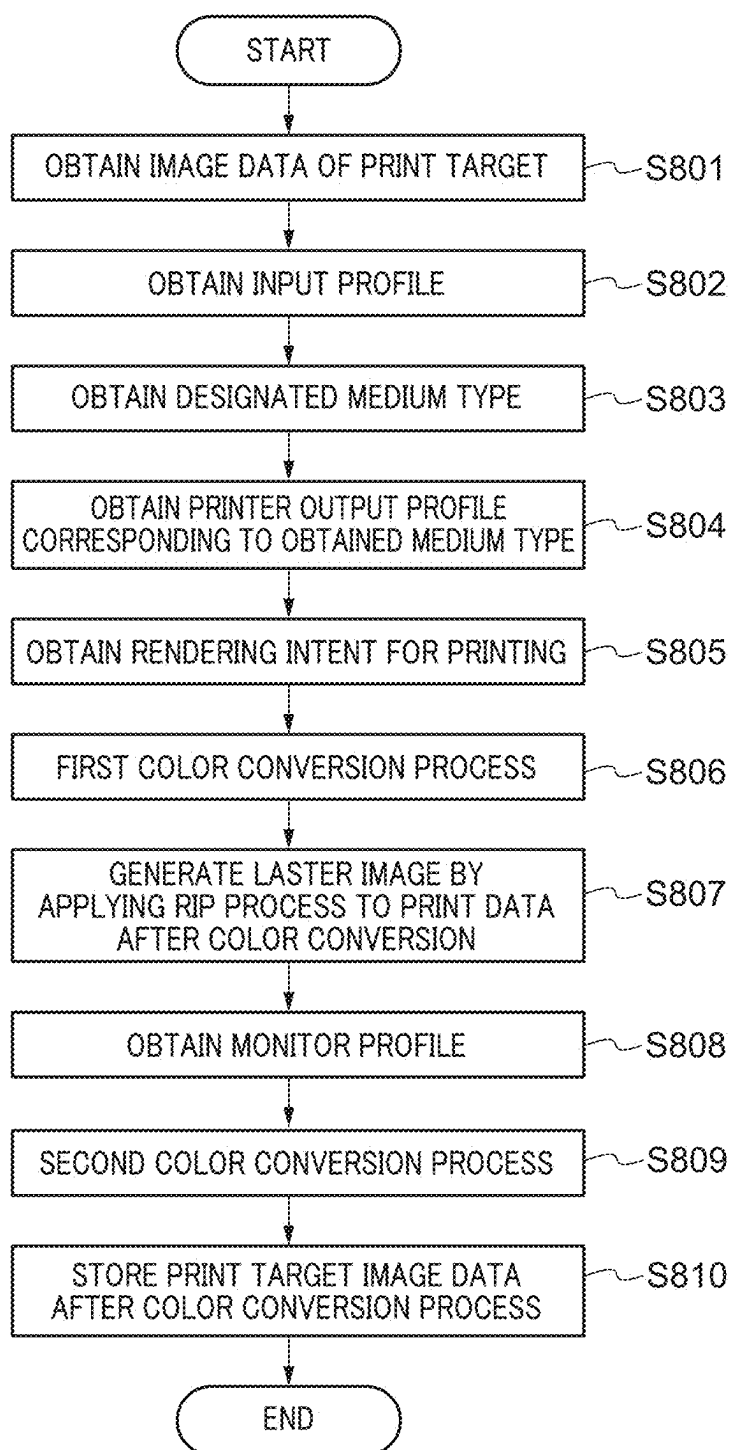 START
OBTAIN IMAGE DATA OF PRINT TARGET
S801
OBTAIN INPUT PROFILE
S802
OBTAIN DESIGNATED MEDIUM TYPE
S803
OBTAIN PRINTER OUTPUT PROFILE
CORRESPONDING TO OBTAINED MEDIUM TYPE
S804
OBTAIN RENDERING INTENT FOR PRINTING
S805
FIRST COLOR CONVERSION PROCESS
S806
GENERATE LASTER IMAGE BY
APPLYING RIP PROCESS TO PRINT DATA
AFTER COLOR CONVERSION
S807
OBTAIN MONITOR PROFILE
S808
SECOND COLOR CONVERSION PROCESS
S809
STORE PRINT TARGET IMAGE DATA
AFTER COLOR CONVERSION PROCESS
S810
END